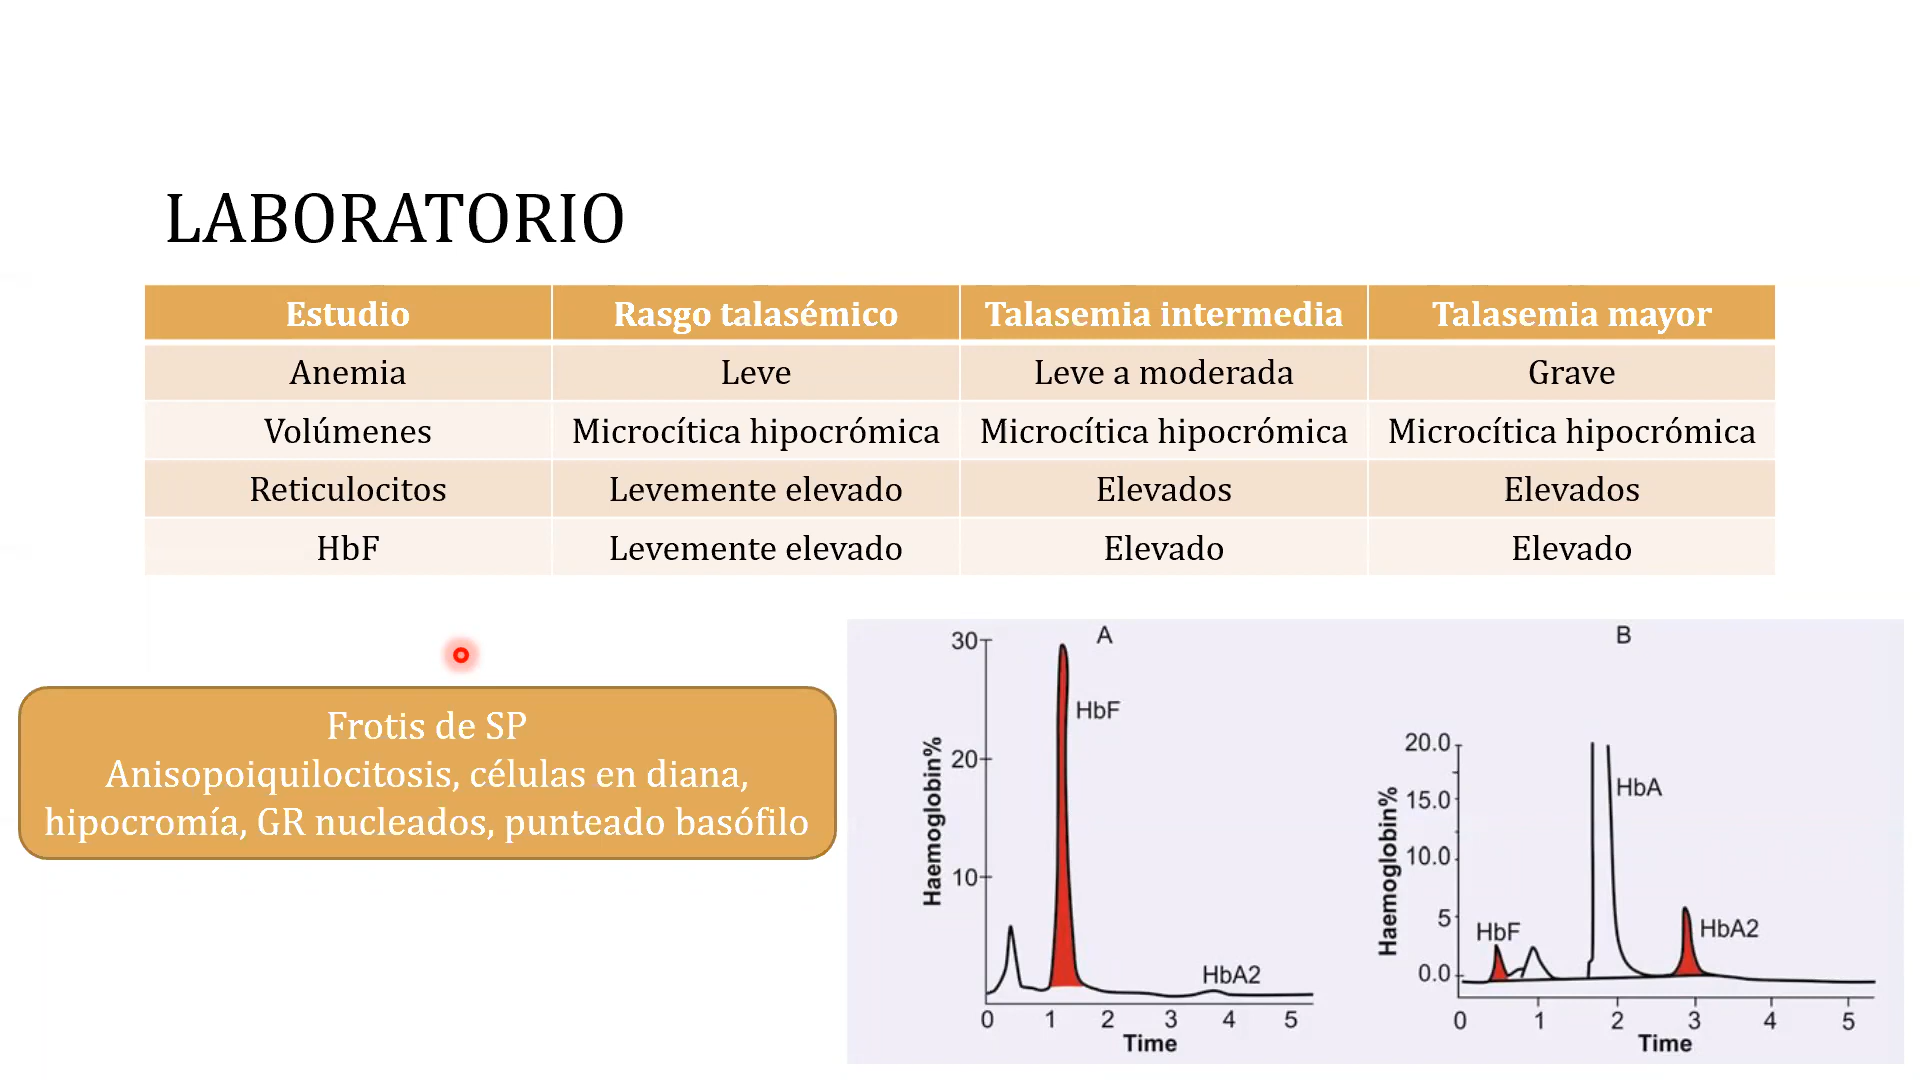 LABORATORIO
Estudio Rasgo talasémico Talasemia intermedia Talasemia mayor
Anemia Leve Leve a moderada Grave
Volúmenes Microcítica hipocrómica Microcítica hipocrómica Microcítica hipocrómica
Reticulocitos Levemente elevado Elevados Elevados
HbF Levemente elevado Elevado Elevado
Frotis de SP
Anisopoiquilocitosis, células en diana,
hipocromía, GR nucleados, punteado basófilo
A
30
20
10
Haemoglobin%
HbF
HbA2
0 1 2 3 4 5
Time
B
20.0
15.0
10.0
5
0.0
Haemoglobin%
HbF
HbA
HbA2
0 1 2 3 4 5
Time